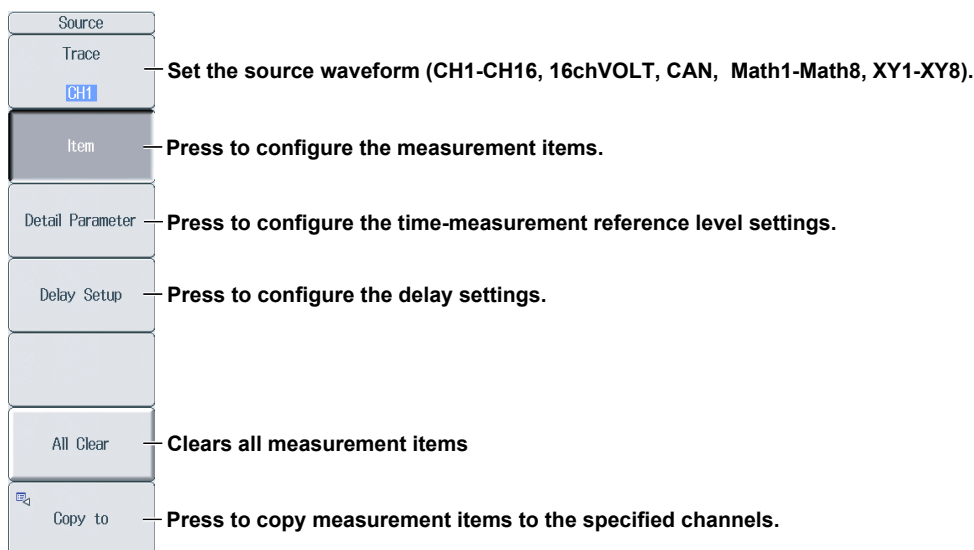 Source
Trace
CH1
Set the source waveform (CH1-CH16, 16chVOLT, CAN, Math1-Math8, XY1-XY8).
Item
Press to configure the measurement items.
Detail Parameter
Press to configure the time-measurement reference level settings.
Delay Setup
Press to configure the delay settings.
All Clear
Clears all measurement items
Copy to
Press to copy measurement items to the specified channels.